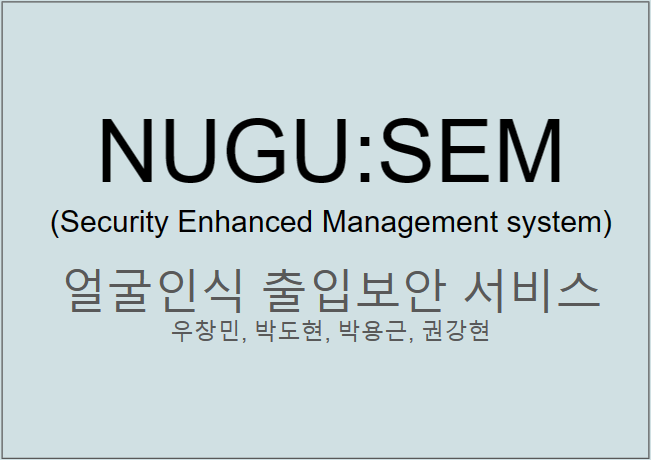 NUGU:SEM
(Security Enhanced Management system)
얼굴인식 출입보안 서비스
우창민, 박도현, 박용근, 권강현